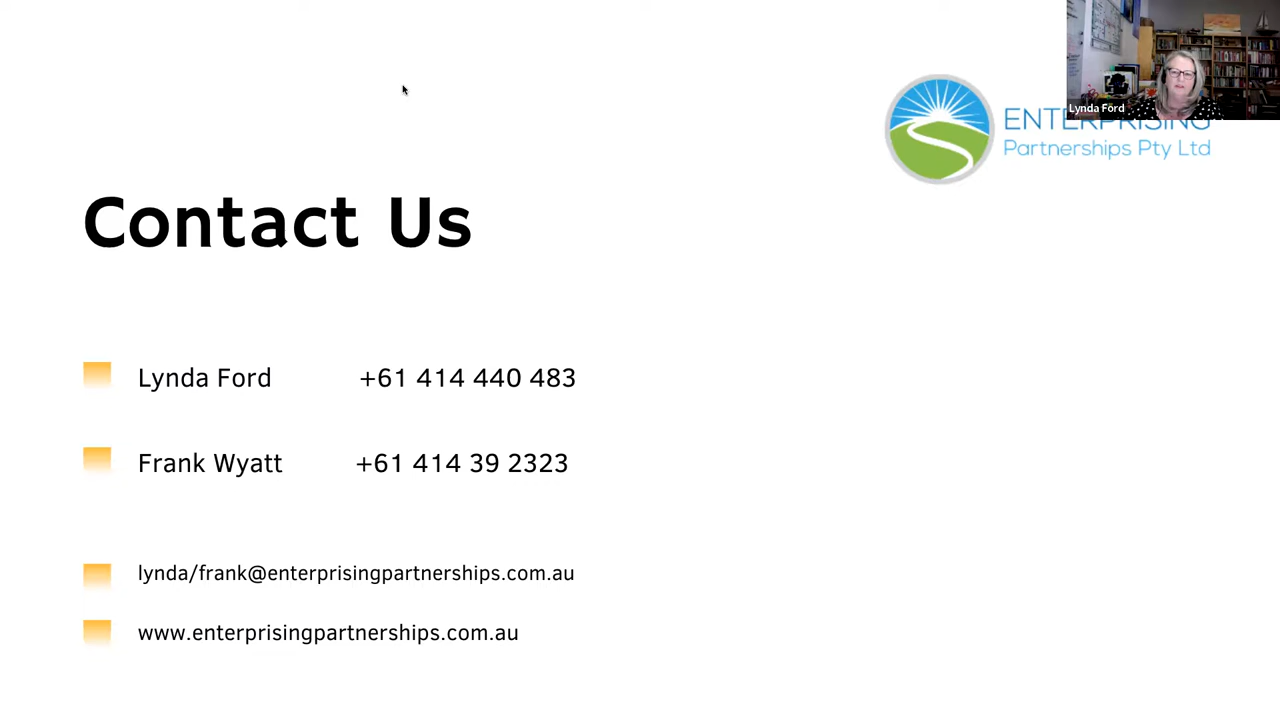 Lynda Ford
ENTERPRISING
Partnerships Pty Ltd
Contact Us
Lynda Ford +61 414 440 483
Frank Wyatt +61 414 39 2323
lynda/frank@enterprisingpartnerships.com.au
www.enterprisingpartnerships.com.au